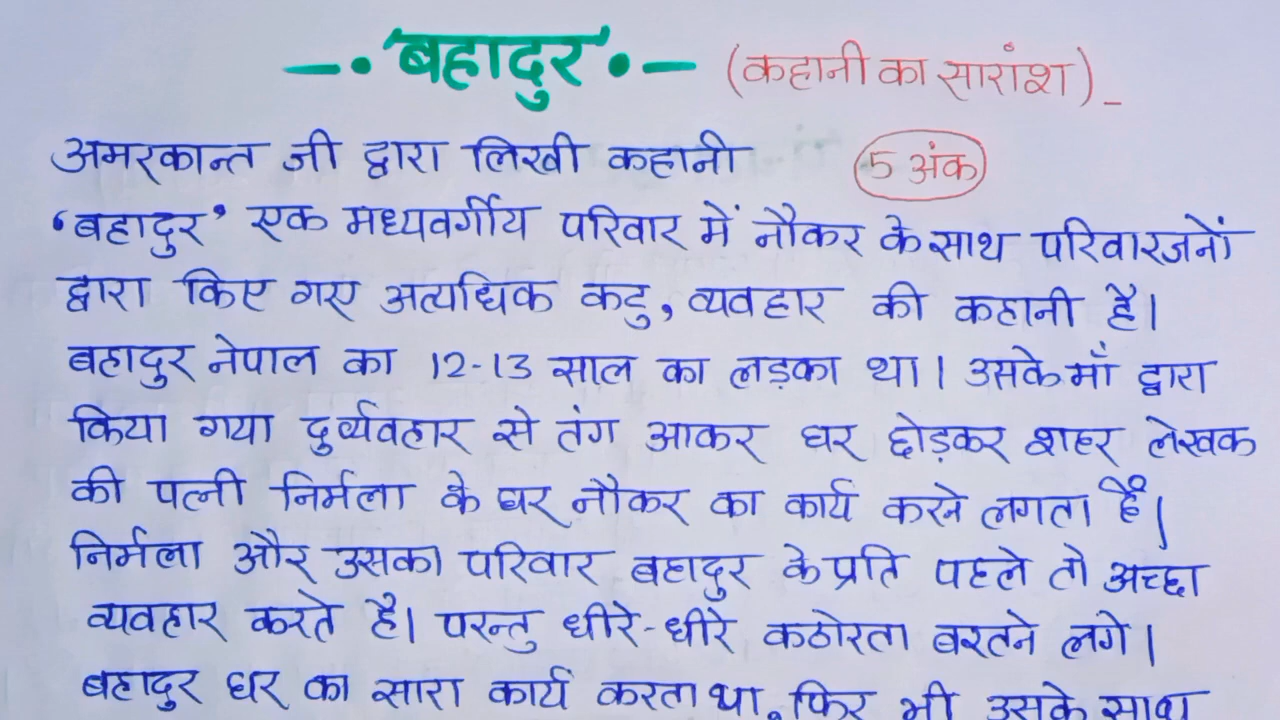 बहादुर (कहानी का सारांश)
अमरकान्त जी द्वारा लिखी कहानी 5 अंक
‘बहादुर’ एक मध्यवर्गीय परिवार में नौकर के साथ परिवारजनों
द्वारा किए गए अत्यधिक कटु, व्यवहार की कहानी है।
बहादुर नेपाल का 12-13 साल का लड़का था। उसके माँ द्वारा
किया गया दुर्व्यवहार से तंग आकर घर छोड़कर शहर लेखक
की पत्नी निर्मला के घर नौकर का कार्य करने लगता है।
निर्मला और उसका परिवार बहादुर के प्रति पहले तो अच्छा
व्यवहार करते है। परन्तु धीरे-धीरे कठोरता बरतने लगे।
बहादुर घर का सारा कार्य करता था, फिर भी उसके साथ